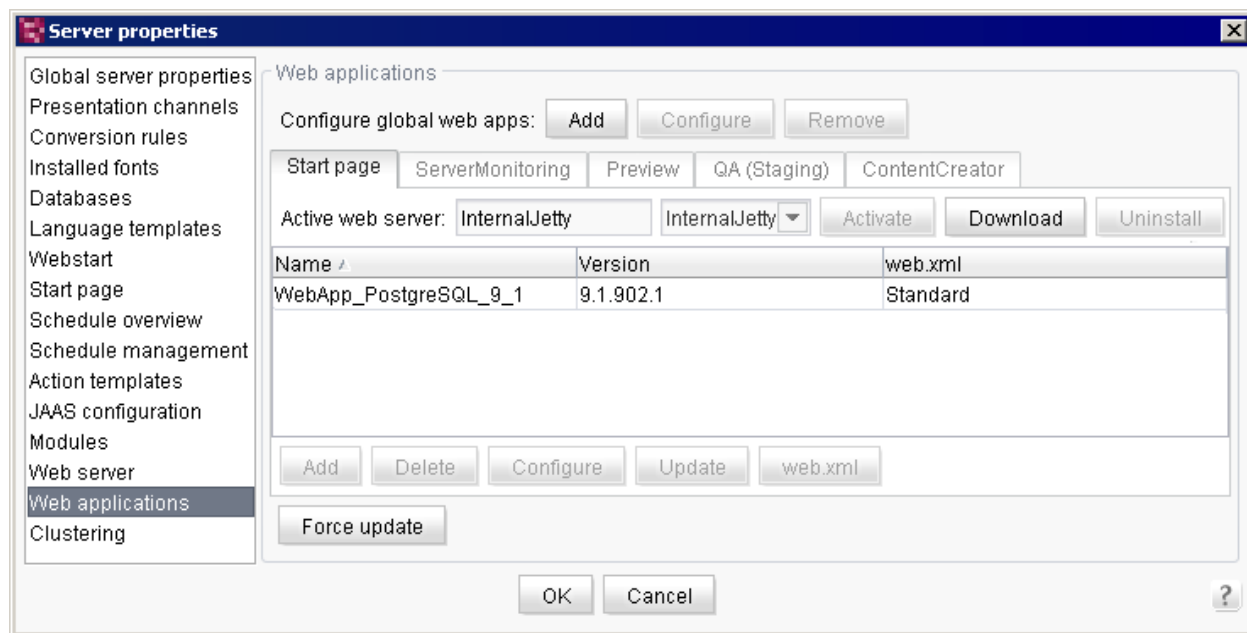 Server properties
Global server properties
Presentation channels
Conversion rules
Installed fonts
Databases
Language templates
Webstart
Start page
Schedule overview
Schedule management
Action templates
JAAS configuration
Modules
Web server
Web applications
Clustering
Web applications
Configure global web apps: Add Configure Remove
Start page ServerMonitoring Preview QA (Staging) ContentCreator
Active web server: InternalJetty InternalJetty Activate Download Uninstall
Name Version web.xml
WebApp_PostgreSQL_9_1 9.1.902.1 Standard
Add Delete Configure Update web.xml
Force update
OK Cancel ?